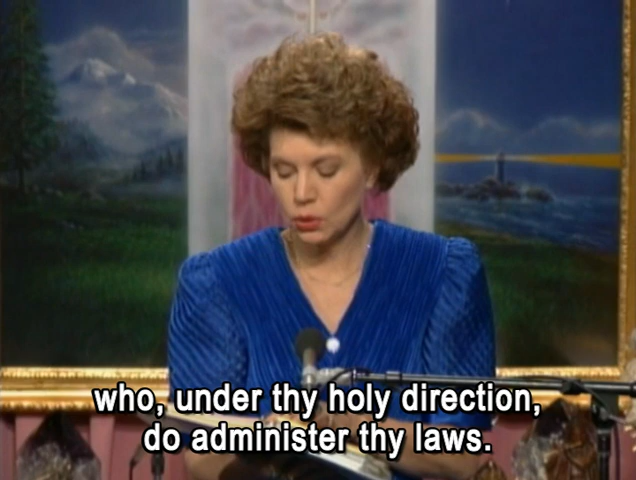 who, under thy holy direction,
do administer thy laws.